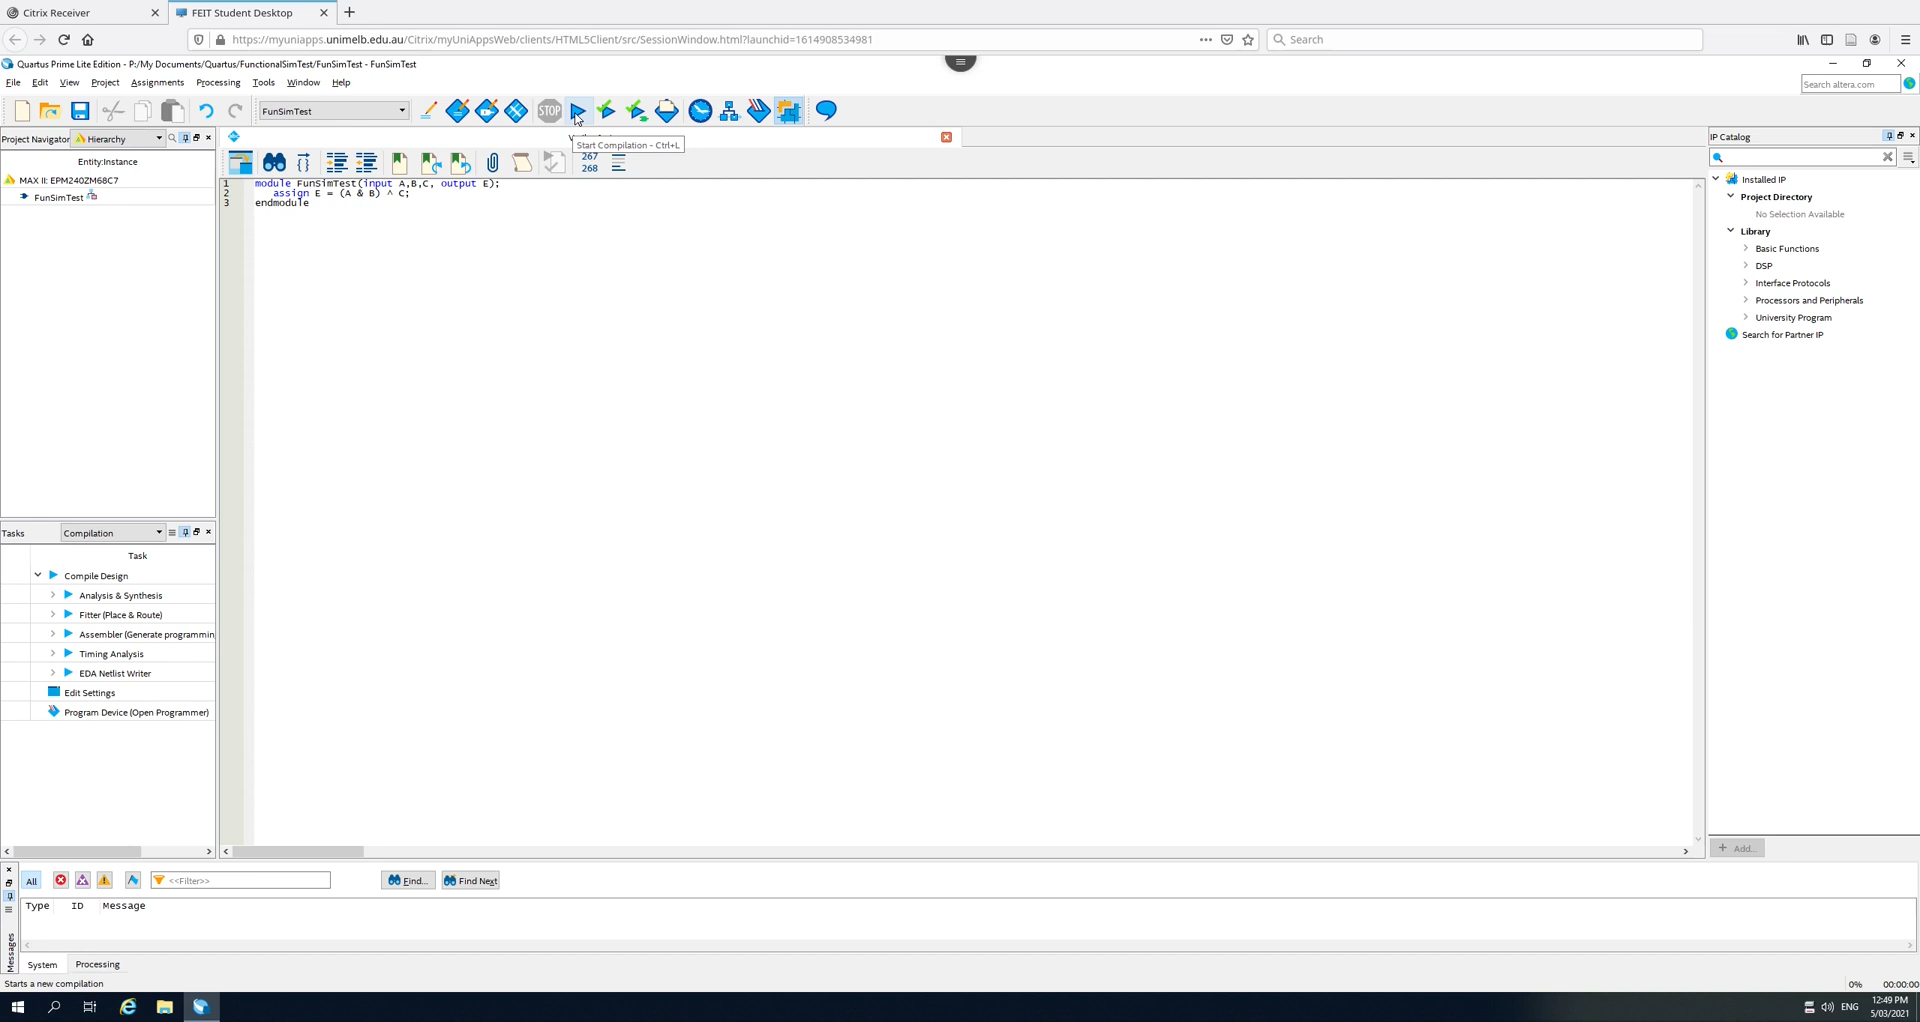 Citrix Receiver
FEIT Student Desktop
https://myuniapps.unimelb.edu.au/Citrix/myUniAppsWeb/clients/HTML5Client/src/SessionWindow.html?launchid=1614908534981
Search
Quartus Prime Lite Edition - P:/My Documents/Quartus/FunctionalSimTest/FunSimTest - FunSimTest
File Edit View Project Assignments Processing Tools Window Help
Search altera.com
FunSimTest
STOP
Start Compilation - Ctrl+L
Project Navigator
Hierarchy
Entity:Instance
MAX II: EPM240ZM68C7
FunSimTest
267
268
1 module FunSimTest(input A,B,C, output E);
2 assign E = (A & B) ^ C;
3 endmodule
IP Catalog
Installed IP
Project Directory
No Selection Available
Library
Basic Functions
DSP
Interface Protocols
Processors and Peripherals
University Program
Search for Partner IP
+ Add...
Tasks
Compilation
Task
Compile Design
Analysis & Synthesis
Fitter (Place & Route)
Assembler (Generate programmin
Timing Analysis
EDA Netlist Writer
Edit Settings
Program Device (Open Programmer)
All
<<Filter>>
Find...
Find Next
Type ID Message
Messages
System Processing
Starts a new compilation
0% 00:00:00
ENG
12:49 PM
5/03/2021